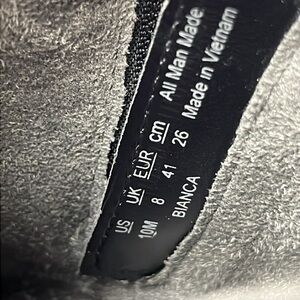 US UK EUR cm
10M 8 41 26
BIANCA
All Man Made
Made in Vietnam